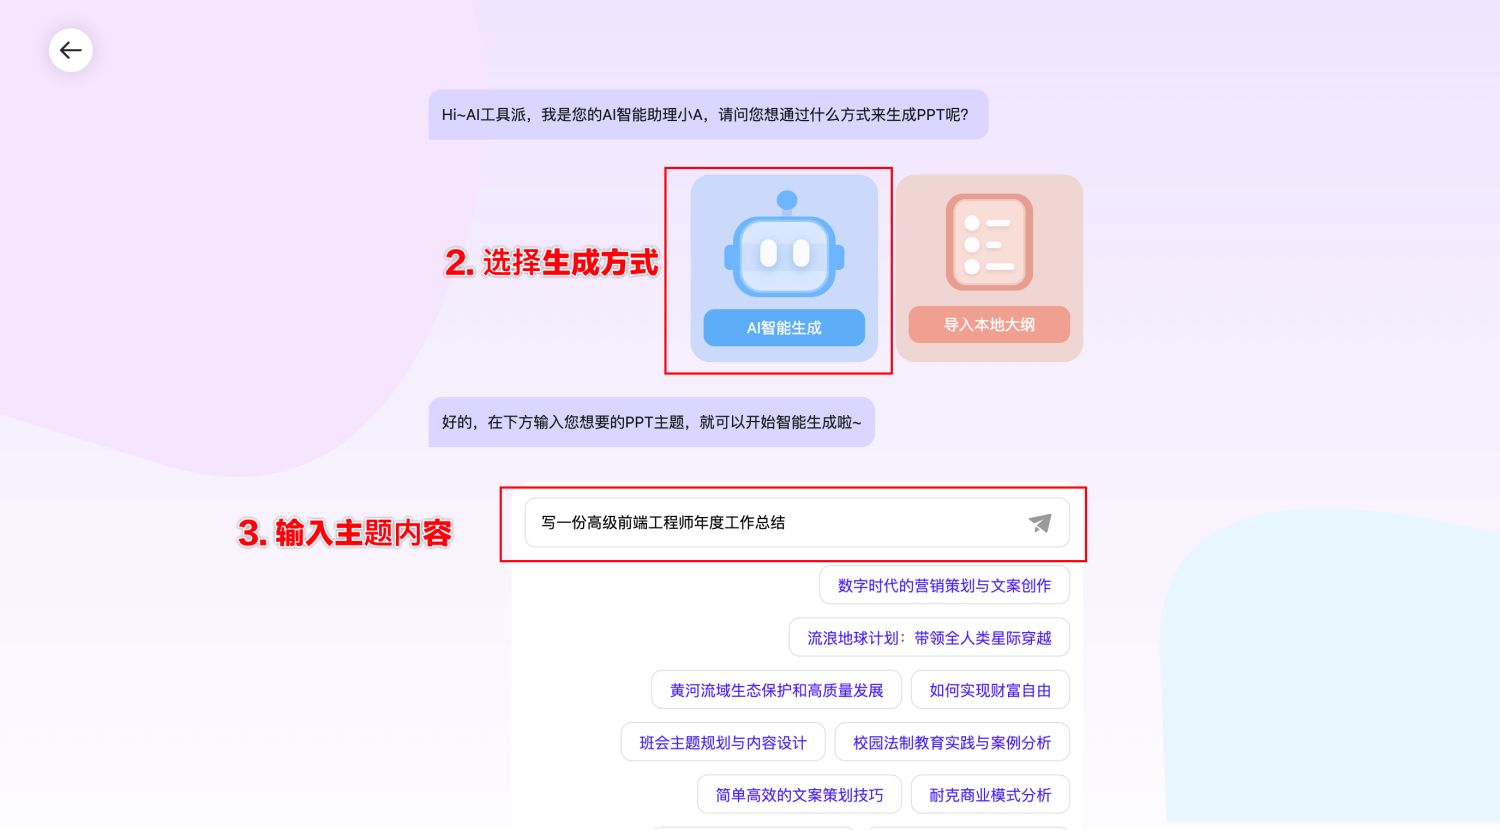 Hi~AI工具派，我是您的AI智能助理小A，请问您想通过什么方式来生成PPT呢?
2. 选择生成方式
AI智能生成
导入本地大纲
好的，在下方输入您想要的PPT主题，就可以开始智能生成啦~
3. 输入主题内容
写一份高级前端工程师年度工作总结
数字时代的营销策划与文案创作
流浪地球计划：带领全人类星际穿越
黄河流域生态保护和高质量发展
如何实现财富自由
班会主题规划与内容设计
校园法制教育实践与案例分析
简单高效的文案策划技巧
耐克商业模式分析